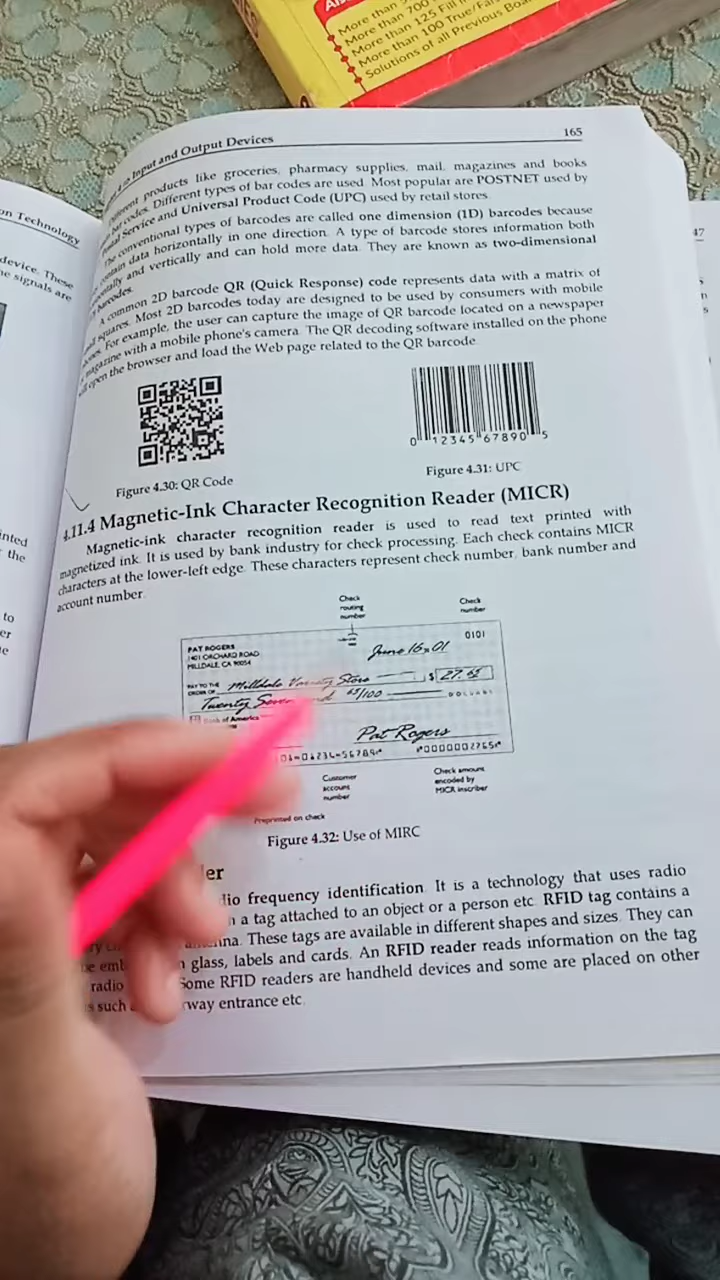 More than
More than 700
More than 125 Fill
More than 100 True/Fals
Solutions of all Previous Boa
Input and Output Devices
165
products like groceries, pharmacy supplies, mail, magazines and books
codes. Different types of bar codes are used. Most popular are POSTNET used by
Service and Universal Product Code (UPC) used by retail stores.
conventional types of barcodes are called one dimension (1D) barcodes because
contain data horizontally in one direction. A type of barcode stores information both
and vertically and can hold more data. They are known as two-dimensional
barcodes.
A common 2D barcode QR (Quick Response) code represents data with a matrix of
squares. Most 2D barcodes today are designed to be used by consumers with mobile
For example, the user can capture the image of QR barcode located on a newspaper
magazine with a mobile phone's camera. The QR decoding software installed on the phone
open the browser and load the Web page related to the QR barcode.
0 12345 67890 5
Figure 4.30: QR Code
Figure 4.31: UPC
4.11.4 Magnetic-Ink Character Recognition Reader (MICR)
Magnetic-ink character recognition reader is used to read text printed with
magnetized ink. It is used by bank industry for check processing. Each check contains MICR
characters at the lower-left edge. These characters represent check number, bank number and
account number.
Check
routing
number
Check
number
0101
PAT ROGERS
1401 ORCHARD ROAD
MILLDALE, CA 90054
June 16, 01
PAY TO THE
ORDER OF Milldale Variety Store $ 27.65
Twenty Seven 65/100 DOLLARS
of America
Pat Rogers
Customer
account
number
Check amount
encoded by
MICR inscriber
Preprinted on check
Figure 4.32: Use of MIRC
frequency identification. It is a technology that uses radio
a tag attached to an object or a person etc. RFID tag contains a
These tags are available in different shapes and sizes. They can
glass, labels and cards. An RFID reader reads information on the tag
radio Some RFID readers are handheld devices and some are placed on other
such entrance etc.
on Technology
device. These
signals are
the
to
47